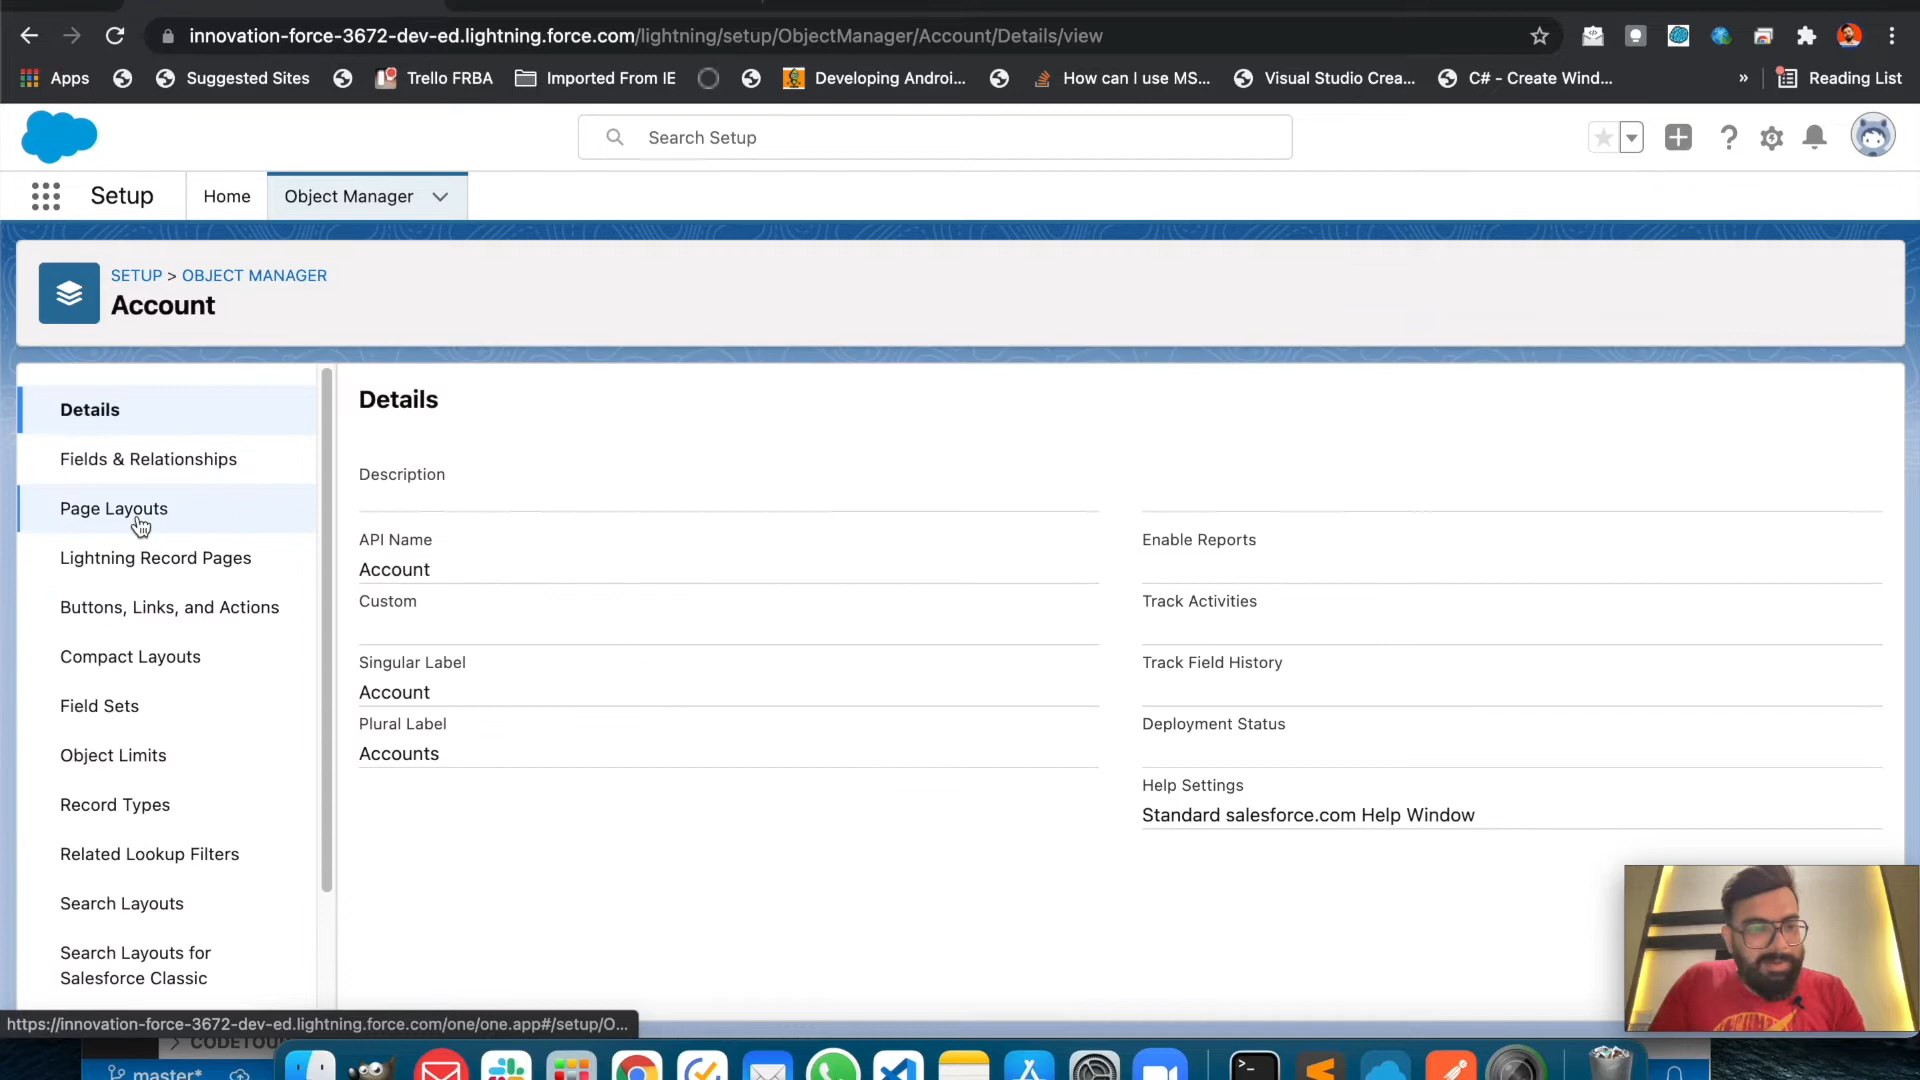 innovation-force-3672-dev-ed.lightning.force.com/lightning/setup/ObjectManager/Account/Details/view
Apps
Suggested Sites
Trello FRBA
Imported From IE
Developing Androi...
How can I use MS...
Visual Studio Crea...
C# - Create Wind...
»
Reading List
Search Setup
Setup
Home
Object Manager
SETUP > OBJECT MANAGER
Account
Details
Fields & Relationships
Page Layouts
Lightning Record Pages
Buttons, Links, and Actions
Compact Layouts
Field Sets
Object Limits
Record Types
Related Lookup Filters
Search Layouts
Search Layouts for
Salesforce Classic
Details
Description
API Name
Account
Custom
Singular Label
Account
Plural Label
Accounts
Enable Reports
Track Activities
Track Field History
Deployment Status
Help Settings
Standard salesforce.com Help Window
https://innovation-force-3672-dev-ed.lightning.force.com/one/one.app#/setup/O...
master*